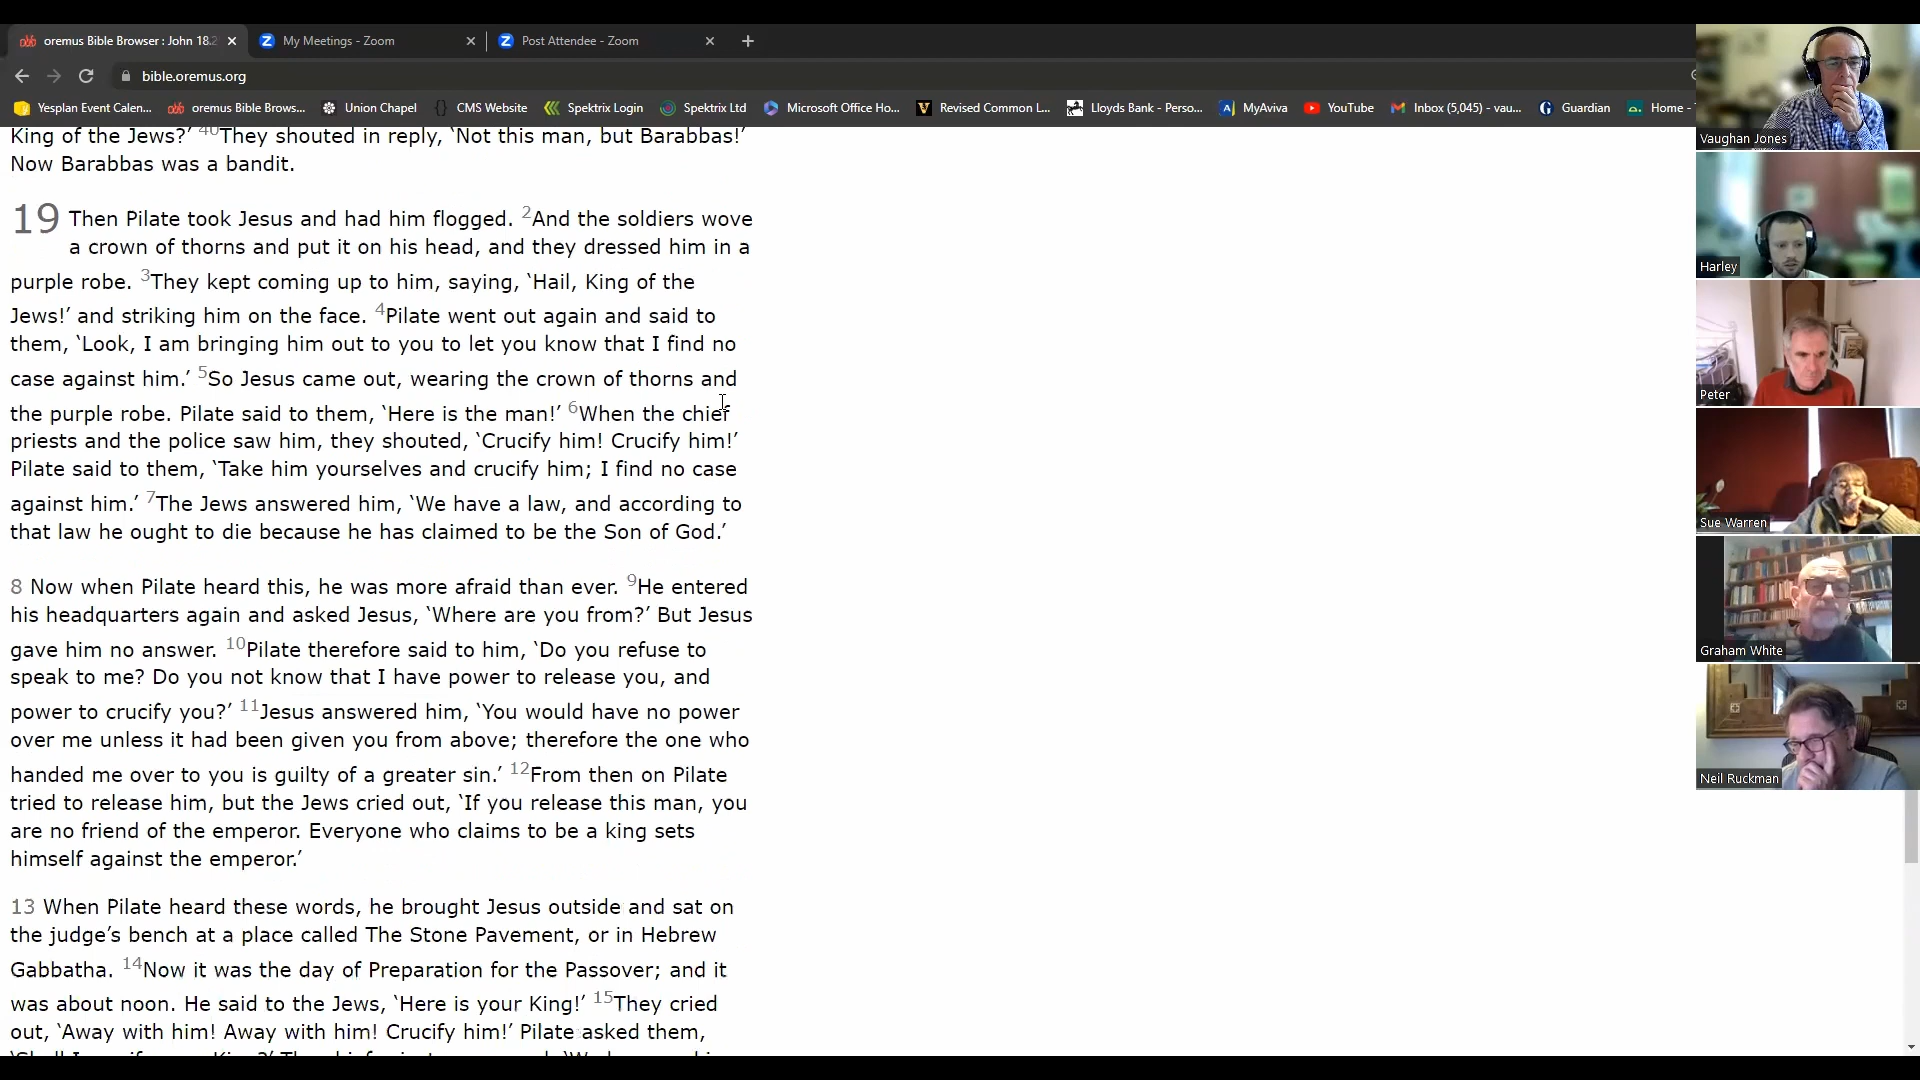 oremus Bible Browser : John 18.2
My Meetings - Zoom
Post Attendee - Zoom
bible.oremus.org
Yesplan Event Calen...
oremus Bible Brows...
Union Chapel
CMS Website
Spektrix Login
Spektrix Ltd
Microsoft Office Ho...
Revised Common L...
Lloyds Bank - Perso...
MyAviva
YouTube
Inbox (5,045) - vau...
Guardian
Home -
King of the Jews?’ 40They shouted in reply, ‘Not this man, but Barabbas!’
Now Barabbas was a bandit.
19 Then Pilate took Jesus and had him flogged. 2And the soldiers wove
a crown of thorns and put it on his head, and they dressed him in a
purple robe. 3They kept coming up to him, saying, ‘Hail, King of the
Jews!’ and striking him on the face. 4Pilate went out again and said to
them, ‘Look, I am bringing him out to you to let you know that I find no
case against him.’ 5So Jesus came out, wearing the crown of thorns and
the purple robe. Pilate said to them, ‘Here is the man!’ 6When the chief
priests and the police saw him, they shouted, ‘Crucify him! Crucify him!’
Pilate said to them, ‘Take him yourselves and crucify him; I find no case
against him.’ 7The Jews answered him, ‘We have a law, and according to
that law he ought to die because he has claimed to be the Son of God.’
8 Now when Pilate heard this, he was more afraid than ever. 9He entered
his headquarters again and asked Jesus, ‘Where are you from?’ But Jesus
gave him no answer. 10Pilate therefore said to him, ‘Do you refuse to
speak to me? Do you not know that I have power to release you, and
power to crucify you?’ 11Jesus answered him, ‘You would have no power
over me unless it had been given you from above; therefore the one who
handed me over to you is guilty of a greater sin.’ 12From then on Pilate
tried to release him, but the Jews cried out, ‘If you release this man, you
are no friend of the emperor. Everyone who claims to be a king sets
himself against the emperor.’
13 When Pilate heard these words, he brought Jesus outside and sat on
the judge’s bench at a place called The Stone Pavement, or in Hebrew
Gabbatha. 14Now it was the day of Preparation for the Passover; and it
was about noon. He said to the Jews, ‘Here is your King!’ 15They cried
out, ‘Away with him! Away with him! Crucify him!’ Pilate asked them,
Vaughan Jones
Harley
Peter
Sue Warren
Graham White
Neil Ruckman